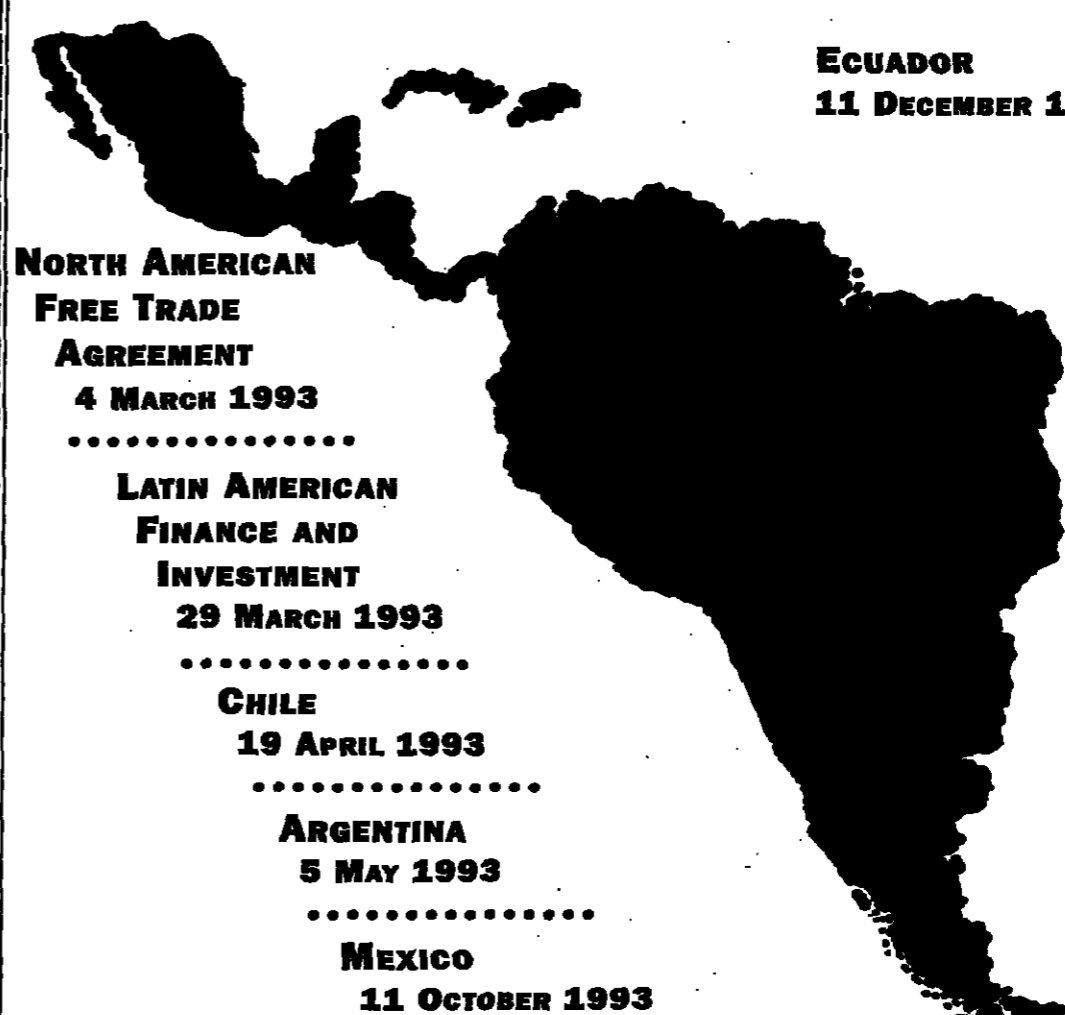 ECUADOR
11 DECEMBER 1
NORTH AMERICAN
FREE TRADE
AGREEMENT
4 MARCH 1993
LATIN AMERICAN
FINANCE AND
INVESTMENT
29 MARCH 1993
CHILE
19 APRIL 1993
ARGENTINA
5 MAY 1993
MEXICO
11 OCTOBER 1993